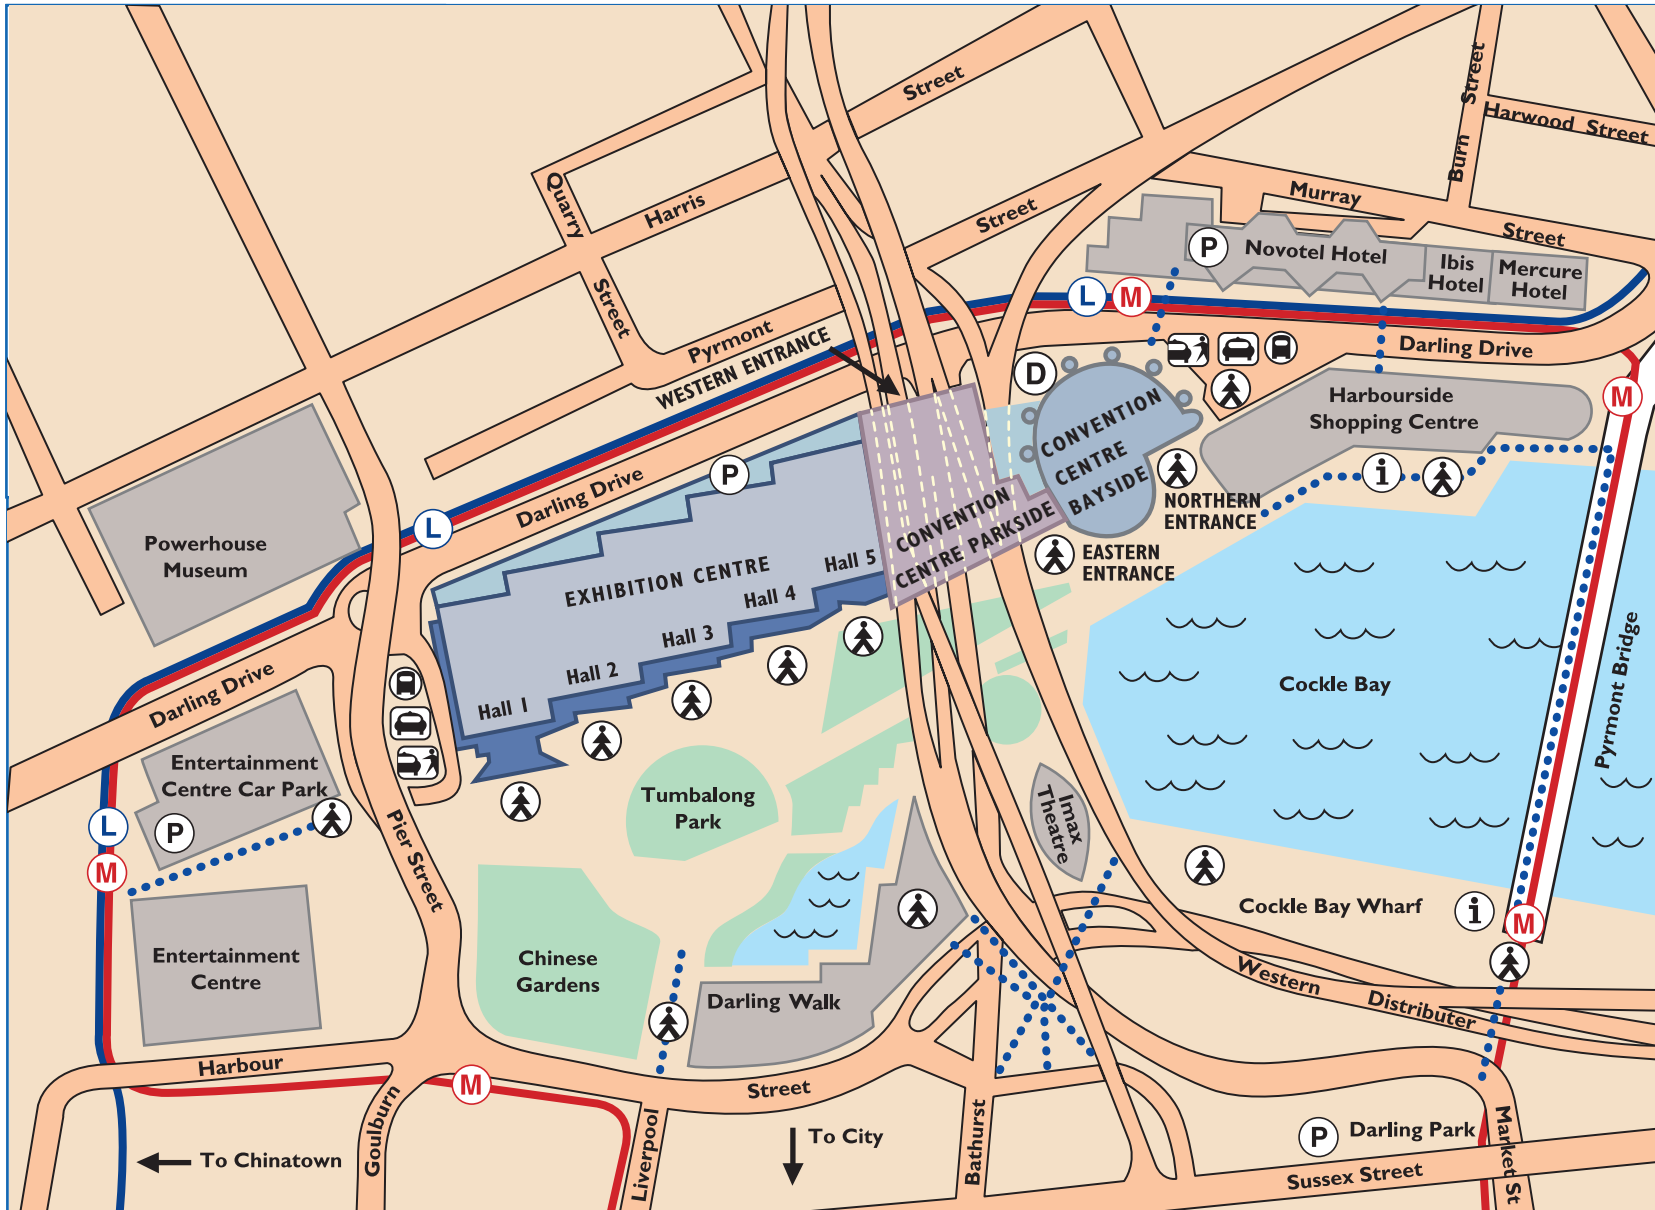 Street
Street
Harwood Street
Burn
Quarry
Harris
Murray
Street
Street
P
Novotel Hotel
Ibis
Hotel
Mercure
Hotel
Street
L
M
Pyrmont
WESTERN ENTRANCE
Darling Drive
D
M
Harbourside
Shopping Centre
CONVENTION
CENTRE
BAYSIDE
P
i
Darling Drive
NORTHERN
ENTRANCE
L
CONVENTION
CENTRE PARKSIDE
Powerhouse
Museum
EASTERN
ENTRANCE
EXHIBITION CENTRE
Hall 5
Hall 4
Hall 3
Hall 2
Hall 1
Cockle Bay
Pyrmont Bridge
Darling Drive
Entertainment
Centre Car Park
P
L
M
Tumbalong
Park
Imax
Theatre
Pier Street
Cockle Bay Wharf
i
M
Entertainment
Centre
Chinese
Gardens
Darling Walk
Western
Distributer
Harbour
M
Street
Goulburn
Liverpool
Bathurst
To City
P
Darling Park
Market St
To Chinatown
Sussex Street